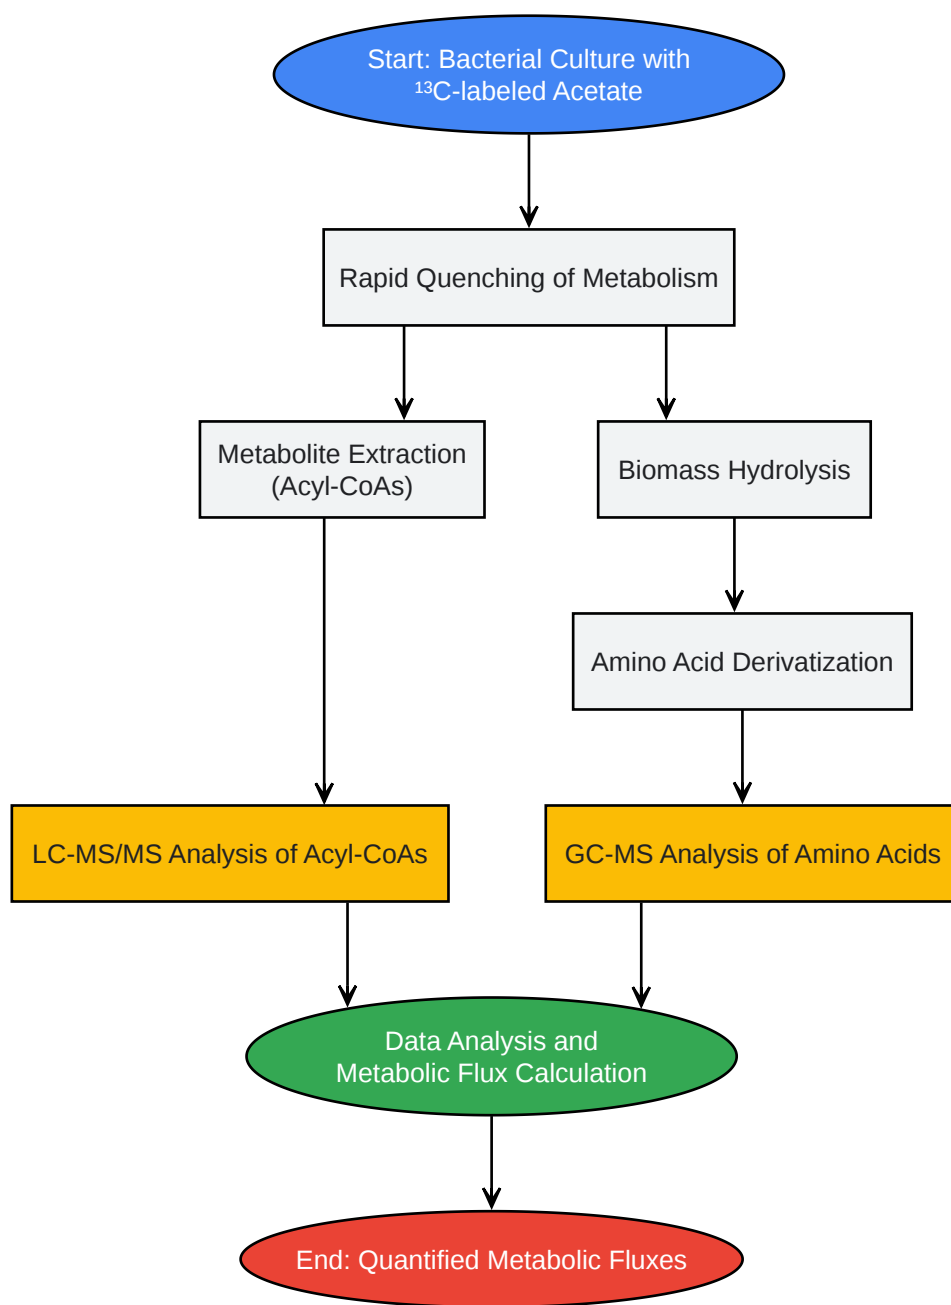 Start: Bacterial Culture with
¹³C-labeled Acetate
Rapid Quenching of Metabolism
Metabolite Extraction
(Acyl-CoAs)
Biomass Hydrolysis
Amino Acid Derivatization
LC-MS/MS Analysis of Acyl-CoAs
GC-MS Analysis of Amino Acids
Data Analysis and
Metabolic Flux Calculation
End: Quantified Metabolic Fluxes